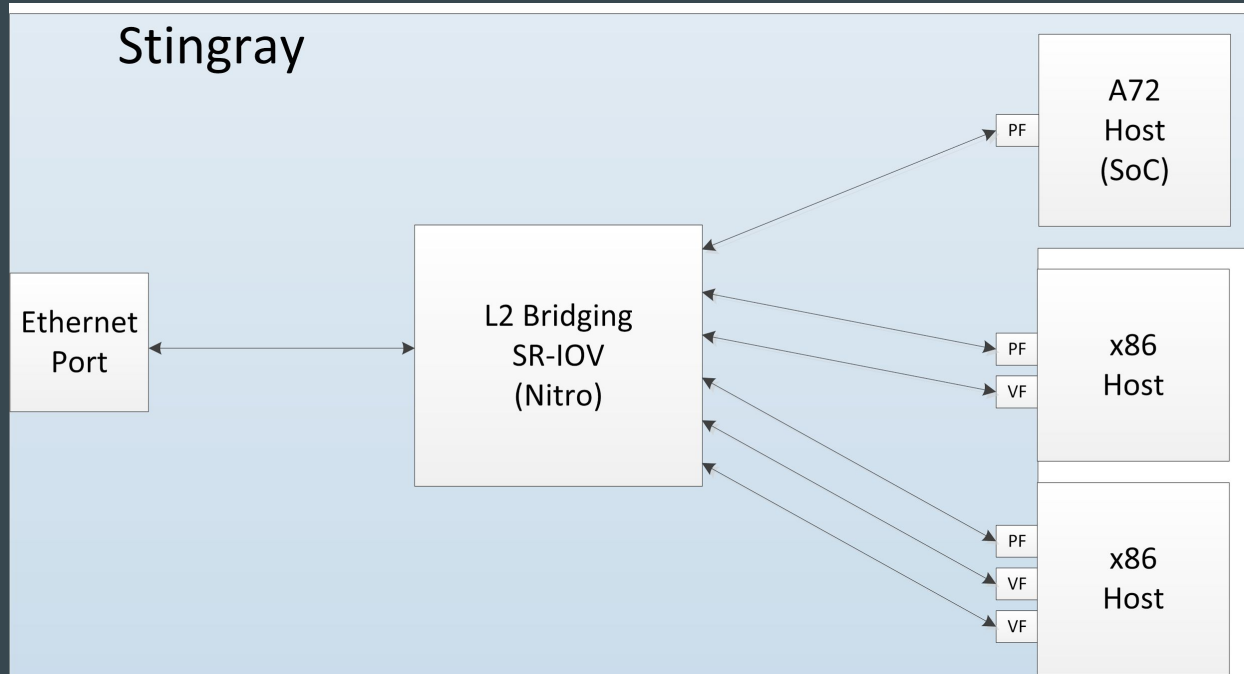 Stingray
A72
Host
(SoC)
PF
Ethernet
Port
L2 Bridging
SR-IOV
(Nitro)
PF
VF
x86
Host
PF
VF
VF
x86
Host